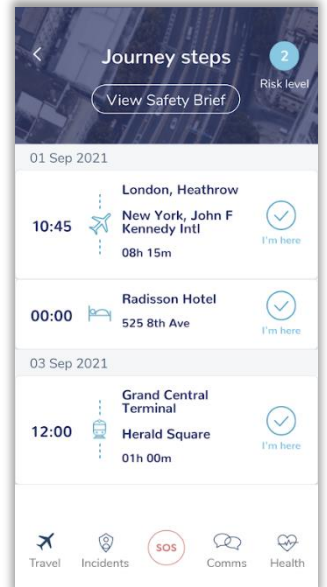 Journey steps
2
View Safety Brief
Risk level
01 Sep 2021
London, Heathrow
10:45
New York, John F
Kennedy Intl
I'm here
08h 15m
Radisson Hotel
00:00
525 8th Ave
I'm here
03 Sep 2021
Grand Central
Terminal
12:00
Herald Square
I'm here
01h 00m
SOS
Travel
Incidents
Comms
Health